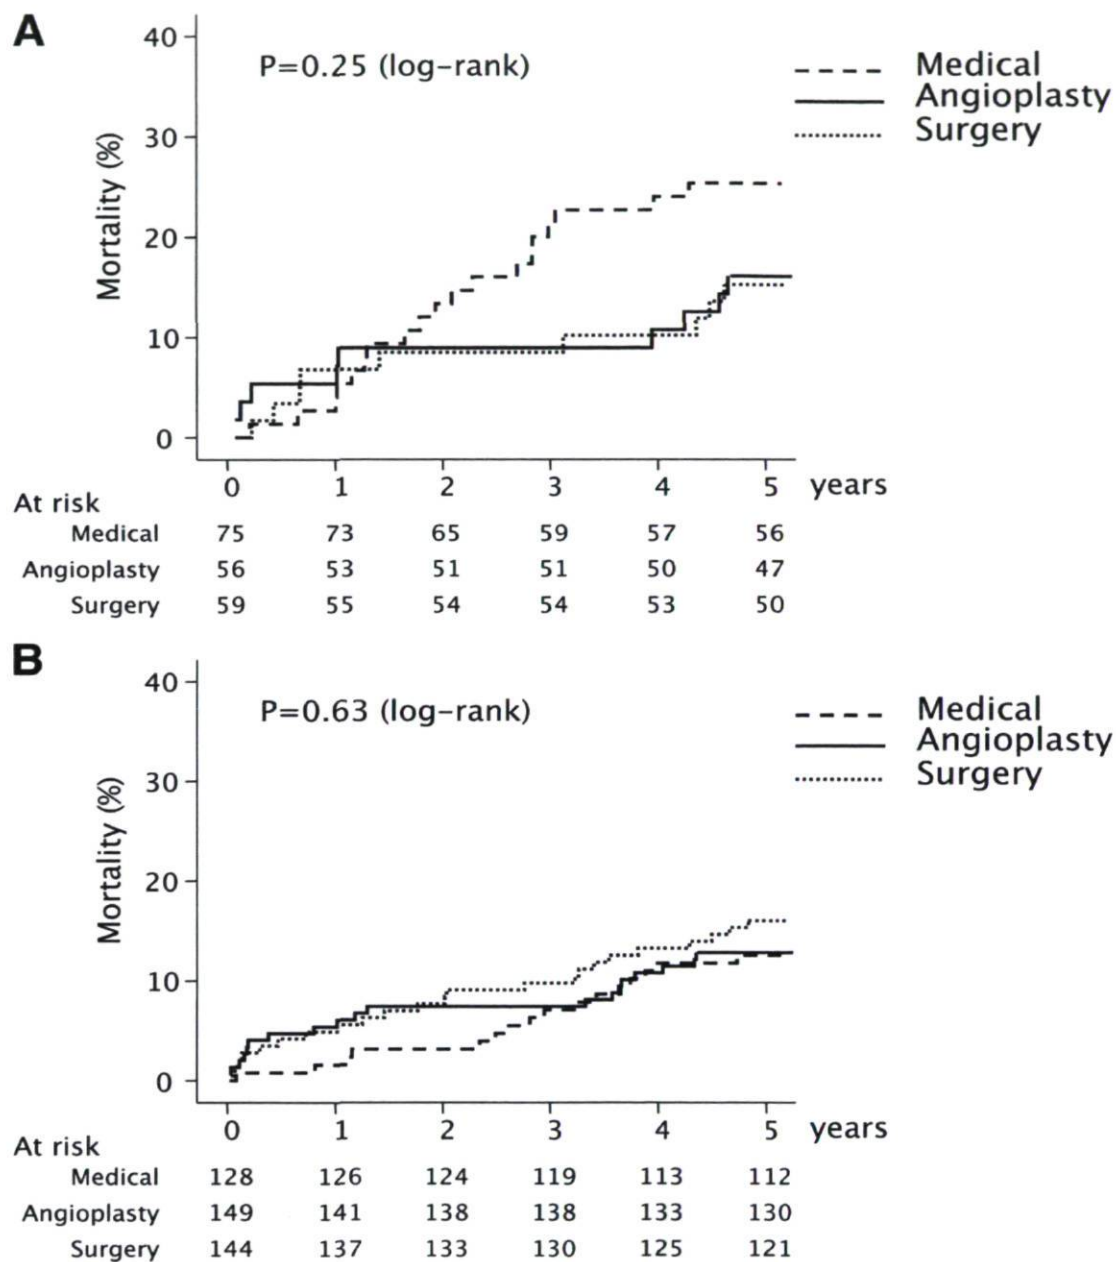 A
40
P=0.25 (log-rank)
Medical
Angioplasty
Surgery
30
20
10
0
Mortality (%)
0 1 2 3 4 5 years
At risk
Medical 75 73 65 59 57 56
Angioplasty 56 53 51 51 50 47
Surgery 59 55 54 54 53 50
B
40
P=0.63 (log-rank)
Medical
Angioplasty
Surgery
30
20
10
0
Mortality (%)
0 1 2 3 4 5 years
At risk
Medical 128 126 124 119 113 112
Angioplasty 149 141 138 138 133 130
Surgery 144 137 133 130 125 121